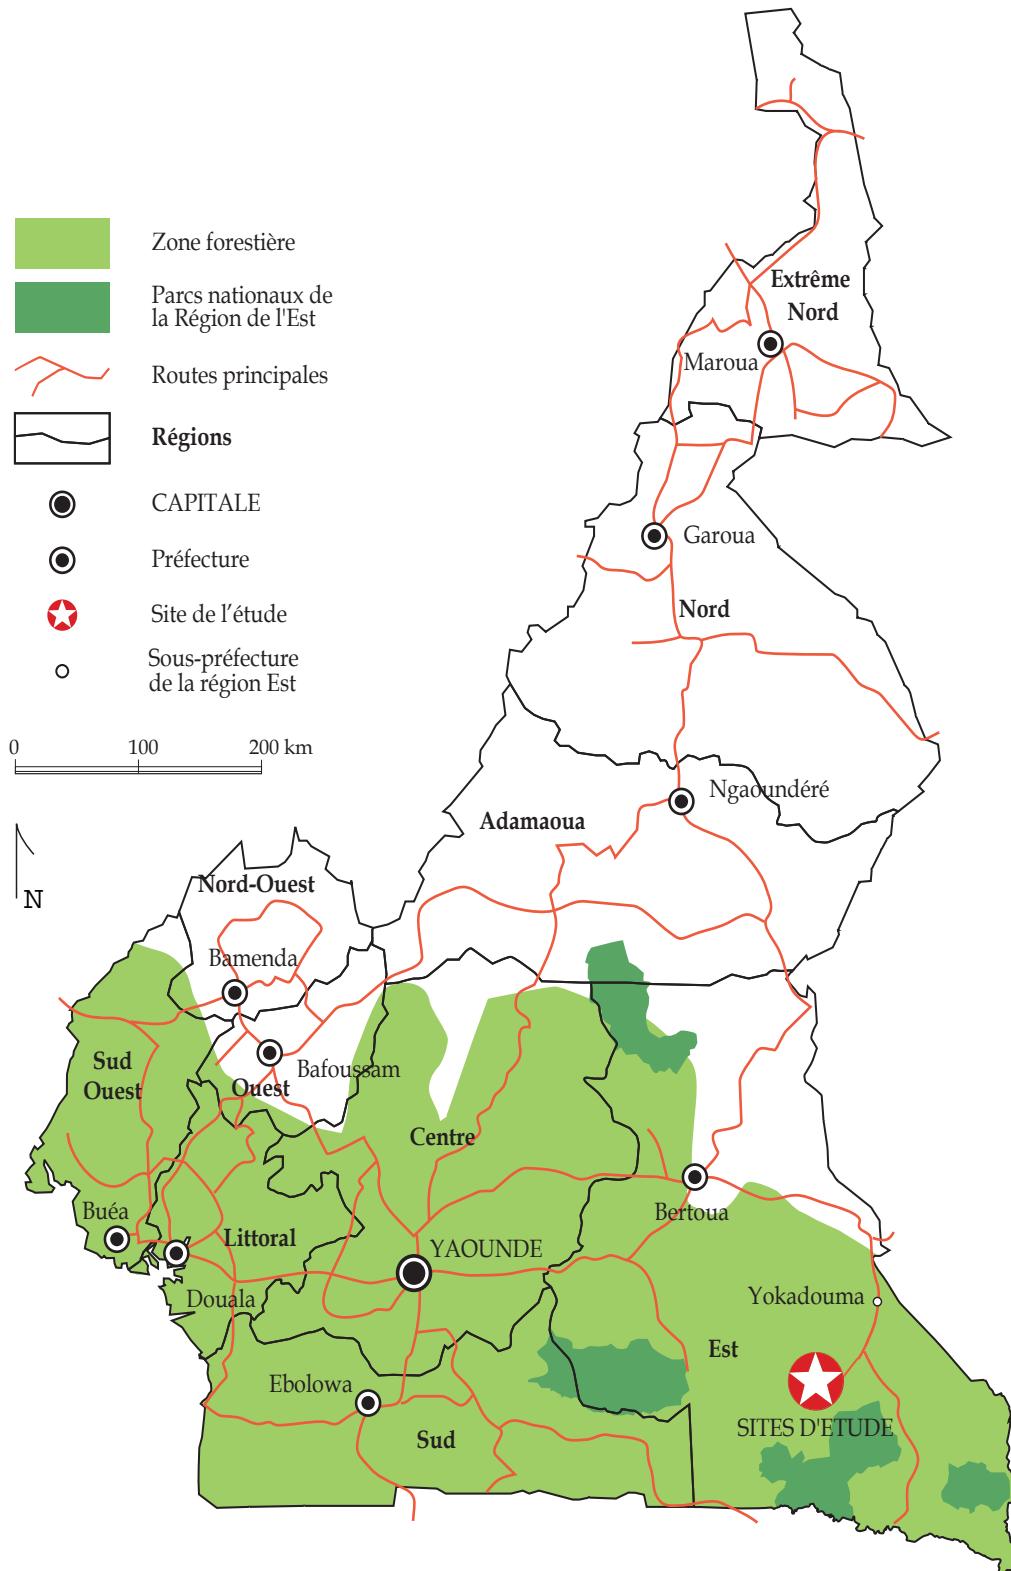 Zone forestière
Parcs nationaux de
la Région de l'Est
Routes principales
Régions
CAPITALE
Préfecture
Site de l'étude
Sous-préfecture
de la région Est
0 100 200 km
N
Extrême
Nord
Maroua
Garoua
Nord
Ngaoundéré
Adamaoua
Nord-Ouest
Bamenda
Sud
Ouest
Bafoussam
Ouest
Centre
Buéa
Littoral
Bertoua
YAOUNDE
Douala
Yokadouma
Est
Ebolowa
SITES D'ETUDE
Sud